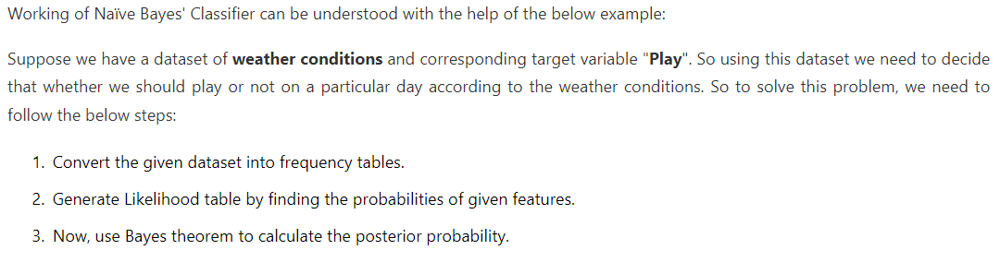 Working of Naïve Bayes' Classifier can be understood with the help of the below example:
Suppose we have a dataset of weather conditions and corresponding target variable "Play". So using this dataset we need to decide
that whether we should play or not on a particular day according to the weather conditions. So to solve this problem, we need to
follow the below steps:
1. Convert the given dataset into frequency tables.
2. Generate Likelihood table by finding the probabilities of given features.
3. Now, use Bayes theorem to calculate the posterior probability.